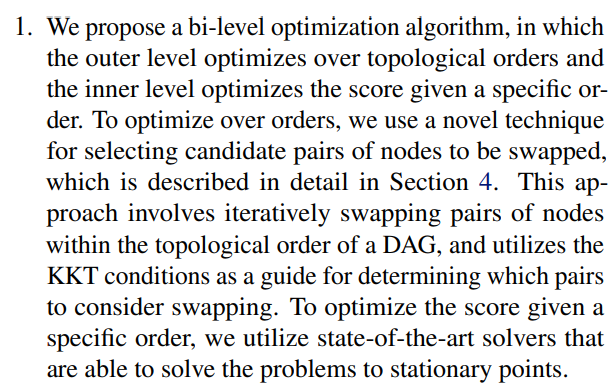 1. We propose a bi-level optimization algorithm, in which
the outer level optimizes over topological orders and
the inner level optimizes the score given a specific or-
der. To optimize over orders, we use a novel technique
for selecting candidate pairs of nodes to be swapped,
which is described in detail in Section 4. This ap-
proach involves iteratively swapping pairs of nodes
within the topological order of a DAG, and utilizes the
KKT conditions as a guide for determining which pairs
to consider swapping. To optimize the score given a
specific order, we utilize state-of-the-art solvers that
are able to solve the problems to stationary points.